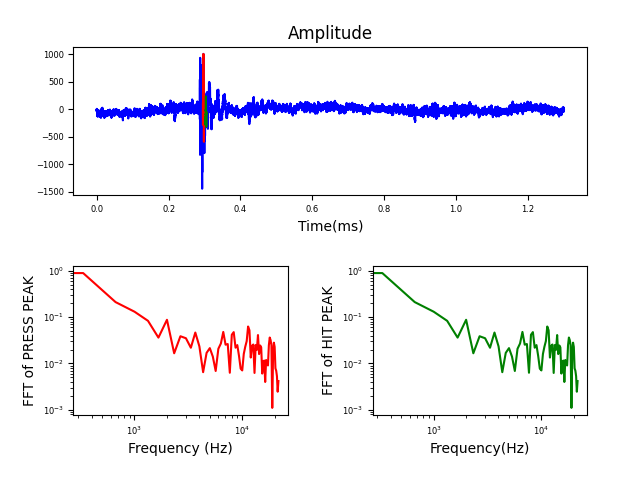 Amplitude
1000
500
0
−500
−1000
−1500
0.0 0.2 0.4 0.6 0.8 1.0 1.2
Time(ms)
FFT of PRESS PEAK
10⁰
10⁻¹
10⁻²
10⁻³
10³ 10⁴
Frequency (Hz)
FFT of HIT PEAK
10⁰
10⁻¹
10⁻²
10⁻³
10³ 10⁴
Frequency(Hz)